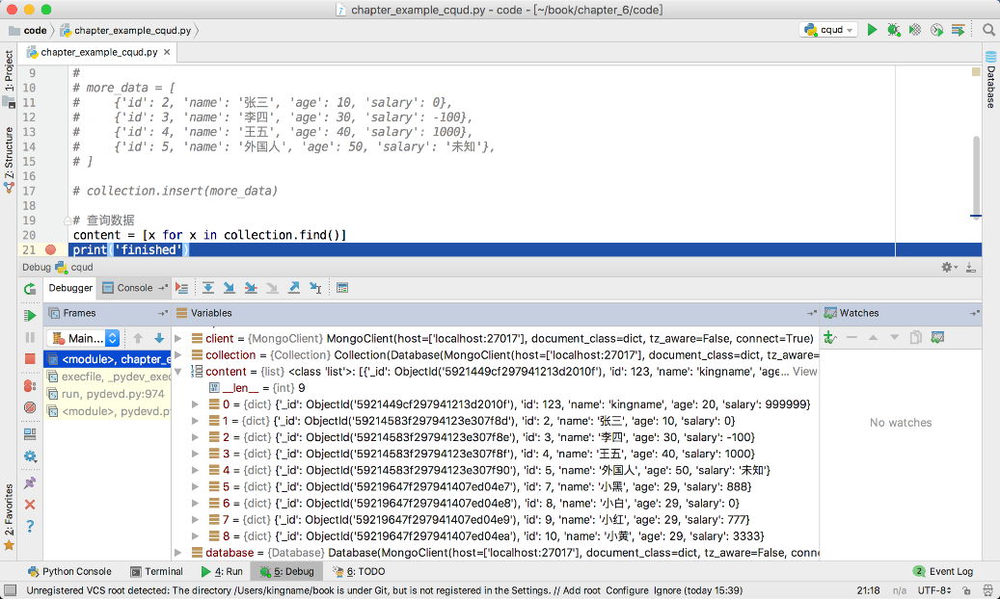 chapter_example_cqud.py - code - [~/book/chapter_6/code]
code chapter_example_cqud.py cqud
chapter_example_cqud.py
1: Project
Z: Structure
2: Favorites
Database
9 #
10 # more_data = [
11 # {'id': 2, 'name': '张三', 'age': 10, 'salary': 0},
12 # {'id': 3, 'name': '李四', 'age': 30, 'salary': -100},
13 # {'id': 4, 'name': '王五', 'age': 40, 'salary': 1000},
14 # {'id': 5, 'name': '外国人', 'age': 50, 'salary': '未知'},
15 # ]
16
17 # collection.insert(more_data)
18
19 # 查询数据
20 content = [x for x in collection.find()]
21 print('finished')
Debug cqud
Debugger Console
Frames Variables Watches
Main...
<module>, chapter_e
execfile, _pydev_exec
run, pydevd.py:974
<module>, pydevd.p
client = {MongoClient} MongoClient(host=['localhost:27017'], document_class=dict, tz_aware=False, connect=True)
collection = {Collection} Collection(Database(MongoClient(host=['localhost:27017'], document_class=dict, tz_aware=
content = {list} <class 'list'>: [{'_id': ObjectId('5921449cf297941213d2010f'), 'id': 123, 'name': 'kingname', 'age... View
__len__ = {int} 9
0 = {dict} {'_id': ObjectId('5921449cf297941213d2010f'), 'id': 123, 'name': 'kingname', 'age': 20, 'salary': 999999}
1 = {dict} {'_id': ObjectId('59214583f29794123e307f8d'), 'id': 2, 'name': '张三', 'age': 10, 'salary': 0}
2 = {dict} {'_id': ObjectId('59214583f29794123e307f8e'), 'id': 3, 'name': '李四', 'age': 30, 'salary': -100}
3 = {dict} {'_id': ObjectId('59214583f29794123e307f8f'), 'id': 4, 'name': '王五', 'age': 40, 'salary': 1000}
4 = {dict} {'_id': ObjectId('59214583f29794123e307f90'), 'id': 5, 'name': '外国人', 'age': 50, 'salary': '未知'}
5 = {dict} {'_id': ObjectId('59219647f297941407ed04e7'), 'id': 7, 'name': '小黑', 'age': 29, 'salary': 888}
6 = {dict} {'_id': ObjectId('59219647f297941407ed04e8'), 'id': 8, 'name': '小白', 'age': 29, 'salary': 0}
7 = {dict} {'_id': ObjectId('59219647f297941407ed04e9'), 'id': 9, 'name': '小红', 'age': 29, 'salary': 777}
8 = {dict} {'_id': ObjectId('59219647f297941407ed04ea'), 'id': 10, 'name': '小黄', 'age': 29, 'salary': 3333}
database = {Database} Database(MongoClient(host=['localhost:27017'], document_class=dict, tz_aware=False, conne
No watches
Python Console Terminal 4: Run 5: Debug 6: TODO 2 Event Log
Unregistered VCS root detected: The directory /Users/kingname/book is under Git, but is not registered in the Settings. // Add root Configure Ignore (today 15:39) 21:18 n/a UTF-8